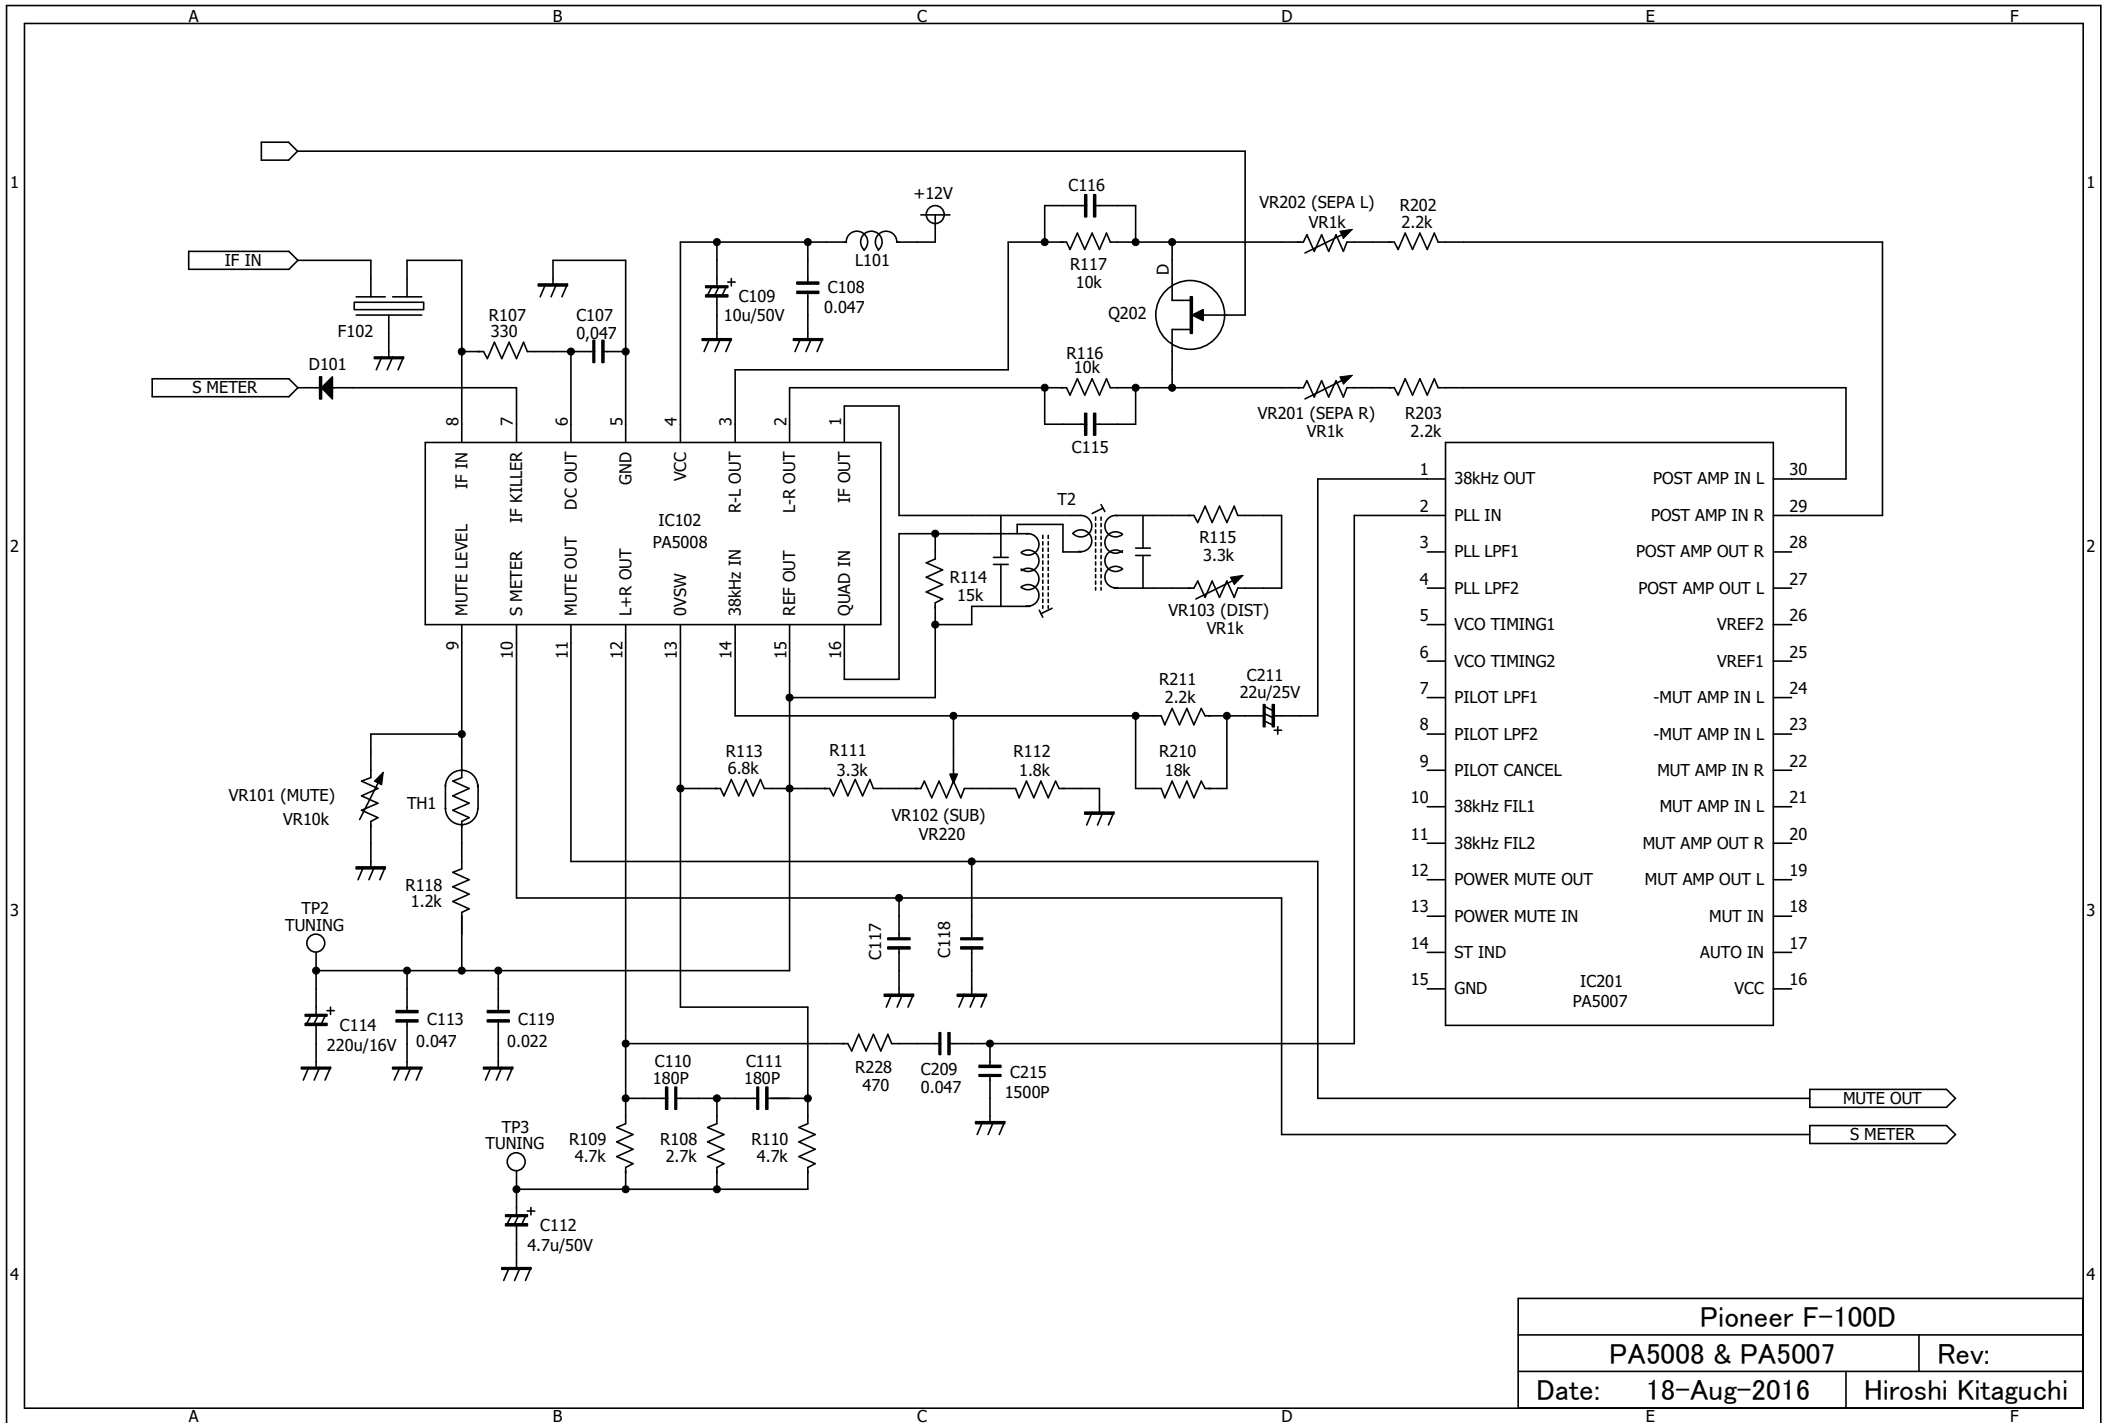 A B C D E F
1
C116
+12V
VR202 (SEPA L)
VR1k
R202
2.2k
1
IF IN
L101
R117
10k
D
C109
10u/50V
C108
0.047
Q202
F102
R107
330
C107
0,047
D101
R116
10k
S METER
VR201 (SEPA R)
VR1k
R203
2.2k
C115
8 7 6 5 4 3 2 1
IF IN
IF KILLER
DC OUT
GND
VCC
R-L OUT
L-R OUT
IF OUT
IC102
PA5008
MUTE LEVEL
S METER
MUTE OUT
L+R OUT
0VSW
38kHz IN
REF OUT
QUAD IN
9 10 11 12 13 14 15 16
2
T2
R115
3.3k
R114
15k
VR103 (DIST)
VR1k
2
1 38kHz OUT POST AMP IN L 30
2 PLL IN POST AMP IN R 29
3 PLL LPF1 POST AMP OUT R 28
4 PLL LPF2 POST AMP OUT L 27
5 VCO TIMING1 VREF2 26
6 VCO TIMING2 VREF1 25
7 PILOT LPF1 -MUT AMP IN L 24
8 PILOT LPF2 -MUT AMP IN L 23
9 PILOT CANCEL MUT AMP IN R 22
10 38kHz FIL1 MUT AMP IN L 21
11 38kHz FIL2 MUT AMP OUT R 20
12 POWER MUTE OUT MUT AMP OUT L 19
13 POWER MUTE IN MUT IN 18
14 ST IND AUTO IN 17
15 GND VCC 16
IC201
PA5007
R211
2.2k
C211
22u/25V
+
R210
18k
R113
6.8k
R111
3.3k
R112
1.8k
VR102 (SUB)
VR220
VR101 (MUTE)
VR10k
TH1
R118
1.2k
3
TP2
TUNING
C117
C118
3
C114
220u/16V
C113
0.047
C119
0.022
C110
180P
C111
180P
R228
470
C209
0.047
C215
1500P
MUTE OUT
S METER
TP3
TUNING
R109
4.7k
R108
2.7k
R110
4.7k
C112
4.7u/50V
4
4
Pioneer F-100D
PA5008 & PA5007 Rev:
Date: 18-Aug-2016 Hiroshi Kitaguchi
A B C D E F